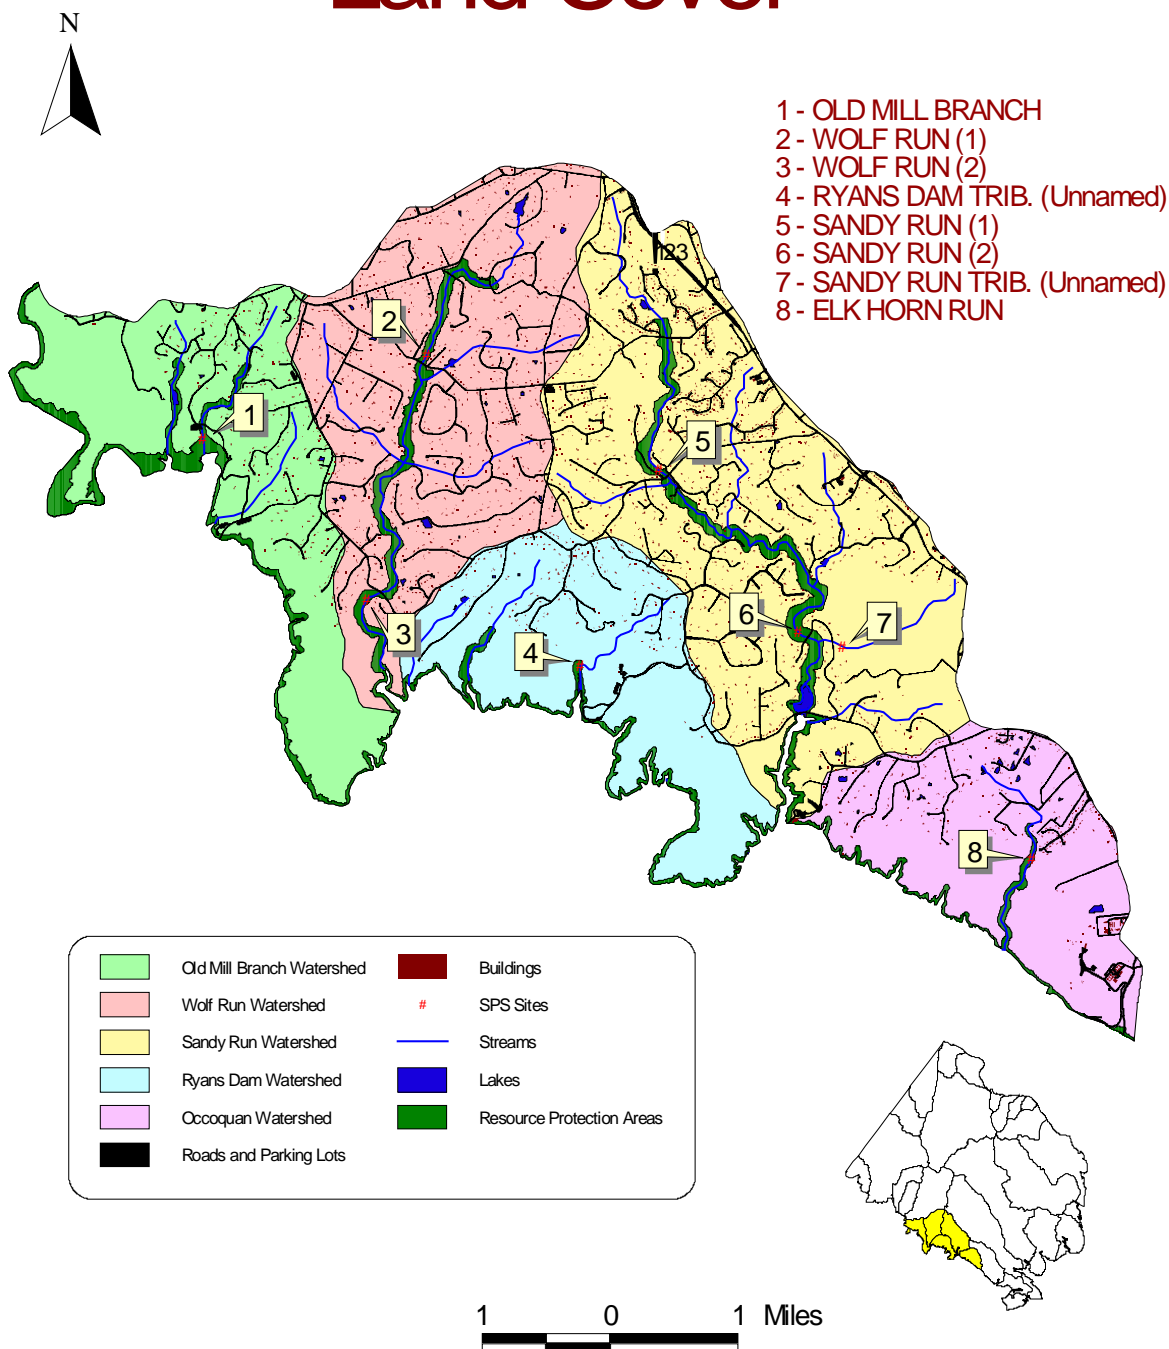 Land Cover
N
1 - OLD MILL BRANCH
2 - WOLF RUN (1)
3 - WOLF RUN (2)
4 - RYANS DAM TRIB. (Unnamed)
5 - SANDY RUN (1)
6 - SANDY RUN (2)
7 - SANDY RUN TRIB. (Unnamed)
8 - ELK HORN RUN
123
2
1
5
6
7
3
4
8
Old Mill Branch Watershed
Wolf Run Watershed
Sandy Run Watershed
Ryans Dam Watershed
Occoquan Watershed
Roads and Parking Lots
Buildings
# SPS Sites
Streams
Lakes
Resource Protection Areas
1 0 1 Miles